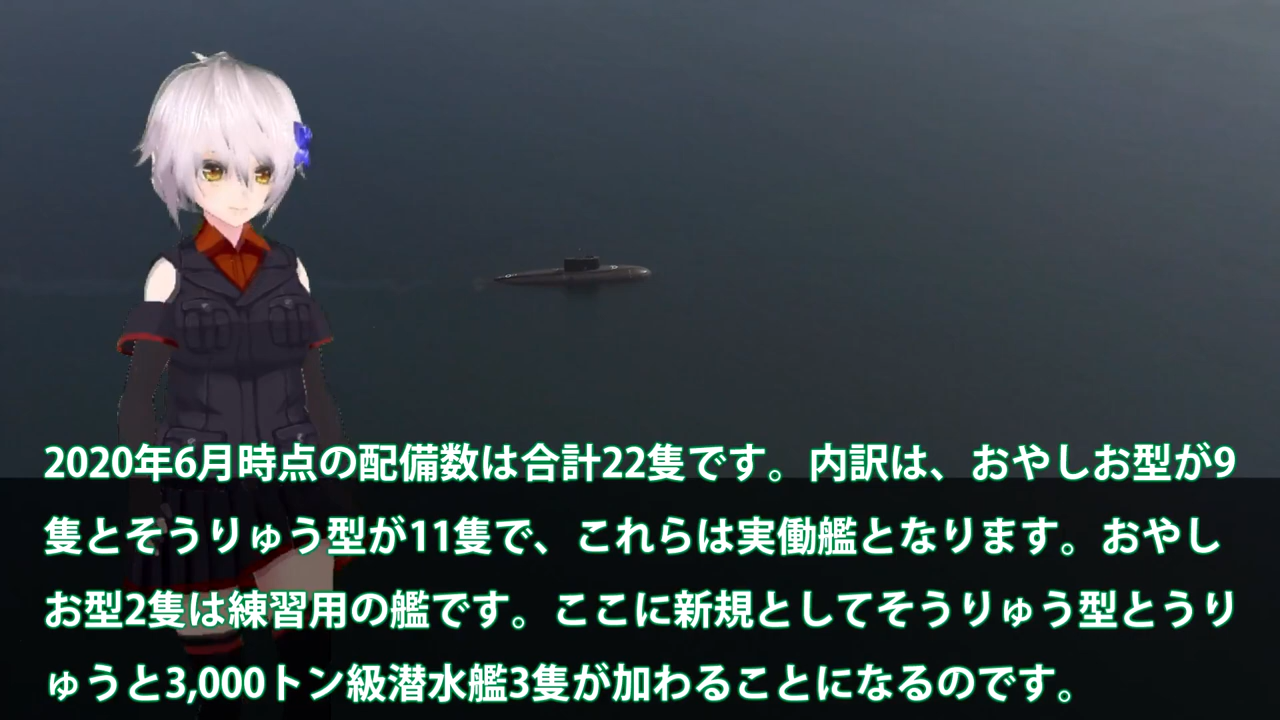 2020年6月時点の配備数は合計22隻です。内訳は、おやしお型が9
隻とそうりゅう型が11隻で、これらは実働艦となります。おやし
お型2隻は練習用の艦です。ここに新規としてそうりゅう型とうり
ゅうと3,000トン級潜水艦3隻が加わることになるのです。